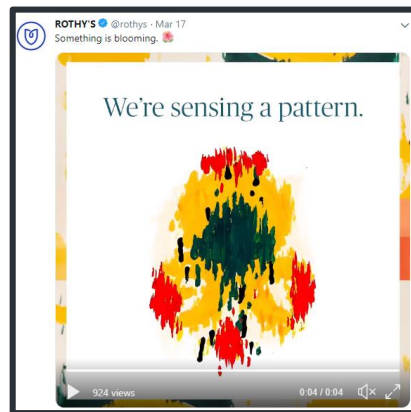 ROTHY'S @rothys · Mar 17
Something is blooming. 🌺
We're sensing a pattern.
924 views
0:04 / 0:04